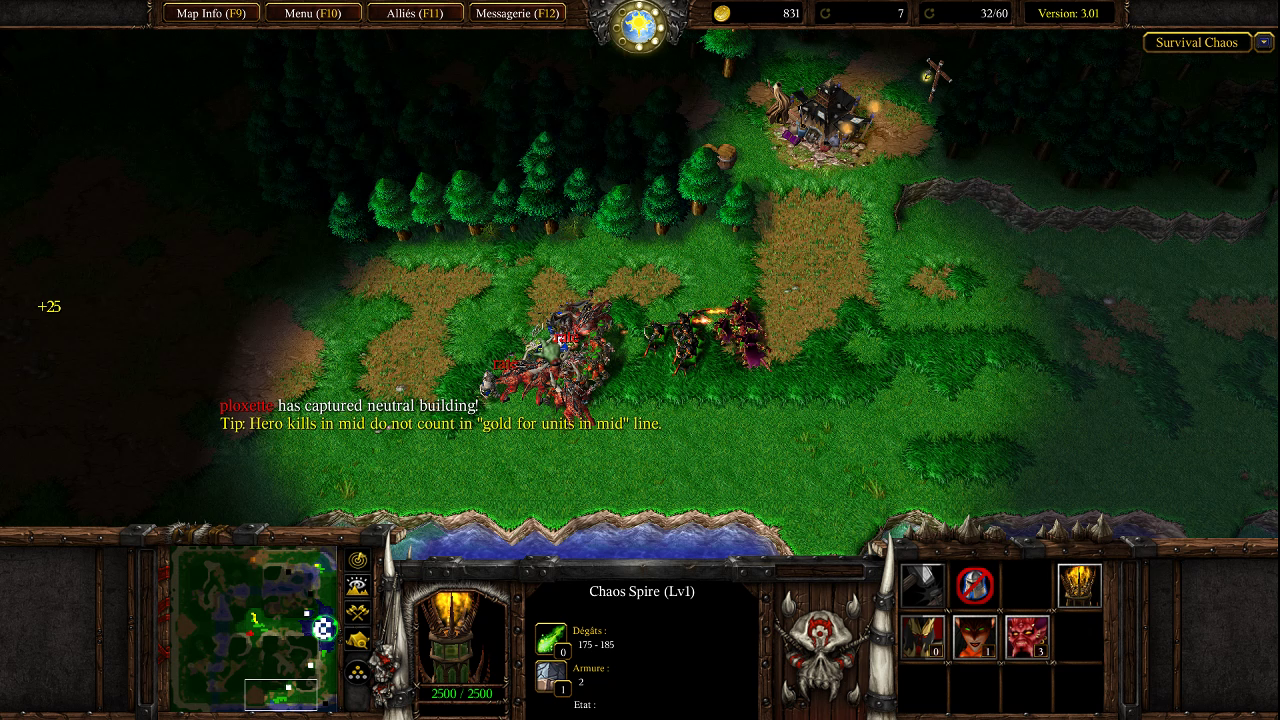 Map Info (F9) Menu (F10) Alliés (F11) Messagerie (F12) 831 7 32/60 Version: 3.01
Survival Chaos
+25
rate
rate
ploxette has captured neutral building!
Tip: Hero kills in mid do not count in "gold for units in mid" line.
Chaos Spire (Lv1)
Dégâts :
175 - 185
0
Armure :
2
1
Etat :
2500 / 2500
0 1 3